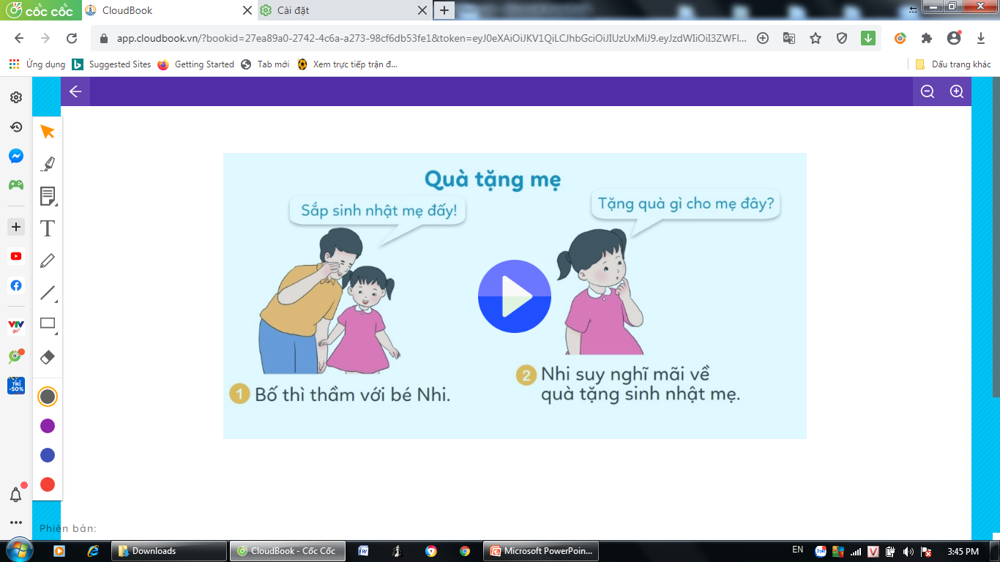 cốc cốc
CloudBook
Cài đặt
app.cloudbook.vn/?bookid=27ea89a0-2742-4c6a-a273-98cf6db53fe1&token=eyJ0eXAiOiJKV1QiLCJhbGciOiJIUzUxMiJ9.eyJzdWIiOiI3ZWFl...
Ứng dụng
Suggested Sites
Getting Started
Tab mới
Xem trực tiếp trận đ...
Dấu trang khác
Quà tặng mẹ
Sắp sinh nhật mẹ đấy!
Tặng quà gì cho mẹ đây?
1 Bố thì thầm với bé Nhi.
2 Nhi suy nghĩ mãi về
quà tặng sinh nhật mẹ.
T
VTV
go
TIKI
-50%
Phiên bản:
Downloads
CloudBook - Cốc Cốc
Microsoft PowerPoin...
EN
Zalo
V
3:45 PM